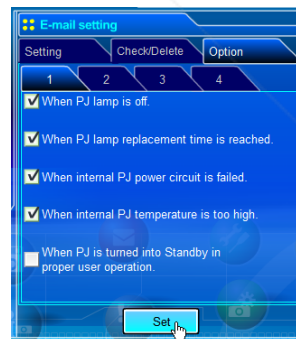 E-mail setting
Setting Check/Delete Option
1 2 3 4
When PJ lamp is off.
When PJ lamp replacement time is reached.
When internal PJ power circuit is failed.
When internal PJ temperature is too high.
When PJ is turned into Standby in
proper user operation.
Set